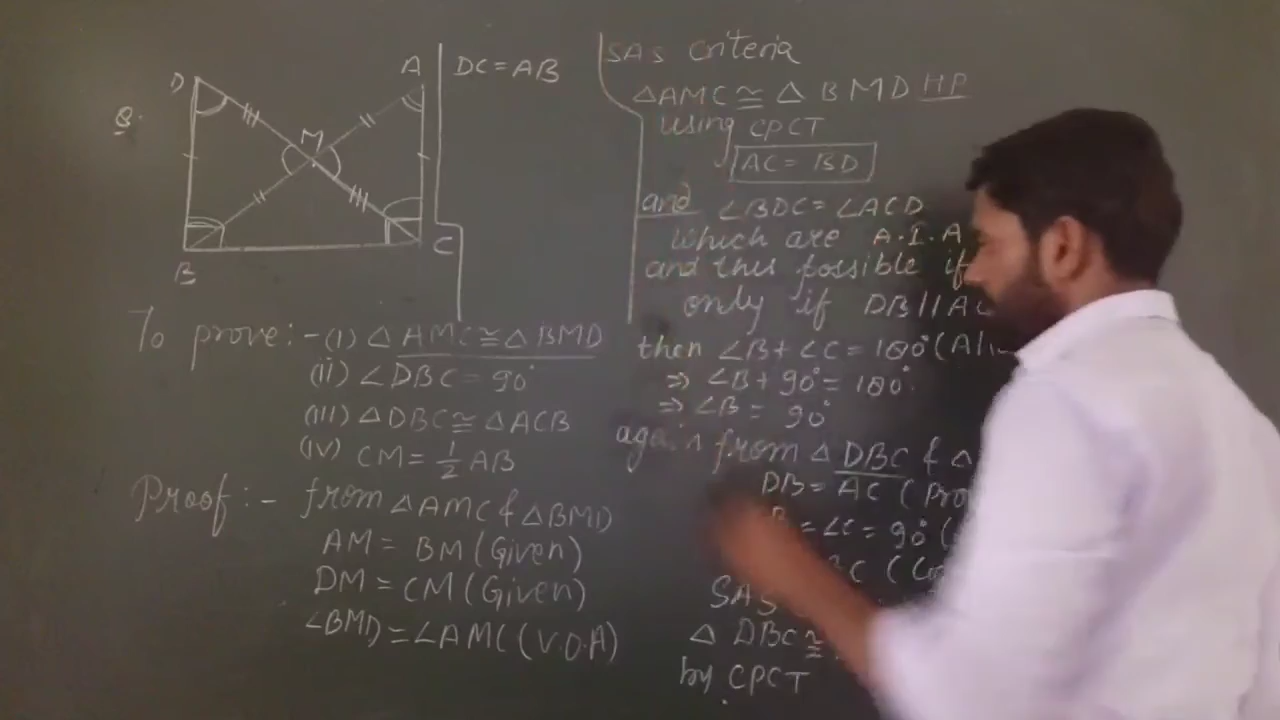 Q.
D
A
M
B
C
DC = AB
To prove:- (i) △ AMC ≅ △ BMD
(ii) ∠DBC = 90°
(iii) △ DBC ≅ △ ACB
(iv) CM = 1/2 AB
Proof:- from △AMC & △BMD
AM = BM (Given)
DM = CM (Given)
∠BMD = ∠AMC (V.O.A)
SAS Criteria
△AMC ≅ △ BMD HP
using CPCT
AC = BD
and ∠BDC = ∠ACD
which are A.I.A
and this possible if
only if DB // AC
then ∠B + ∠C = 180° (
⇒ ∠B + 90° = 180°
⇒ ∠B = 90°
again from △ DBC & △
DB = AC (
= ∠C = 90° (
BC (
SAS
△ DBC ≅
by CPCT